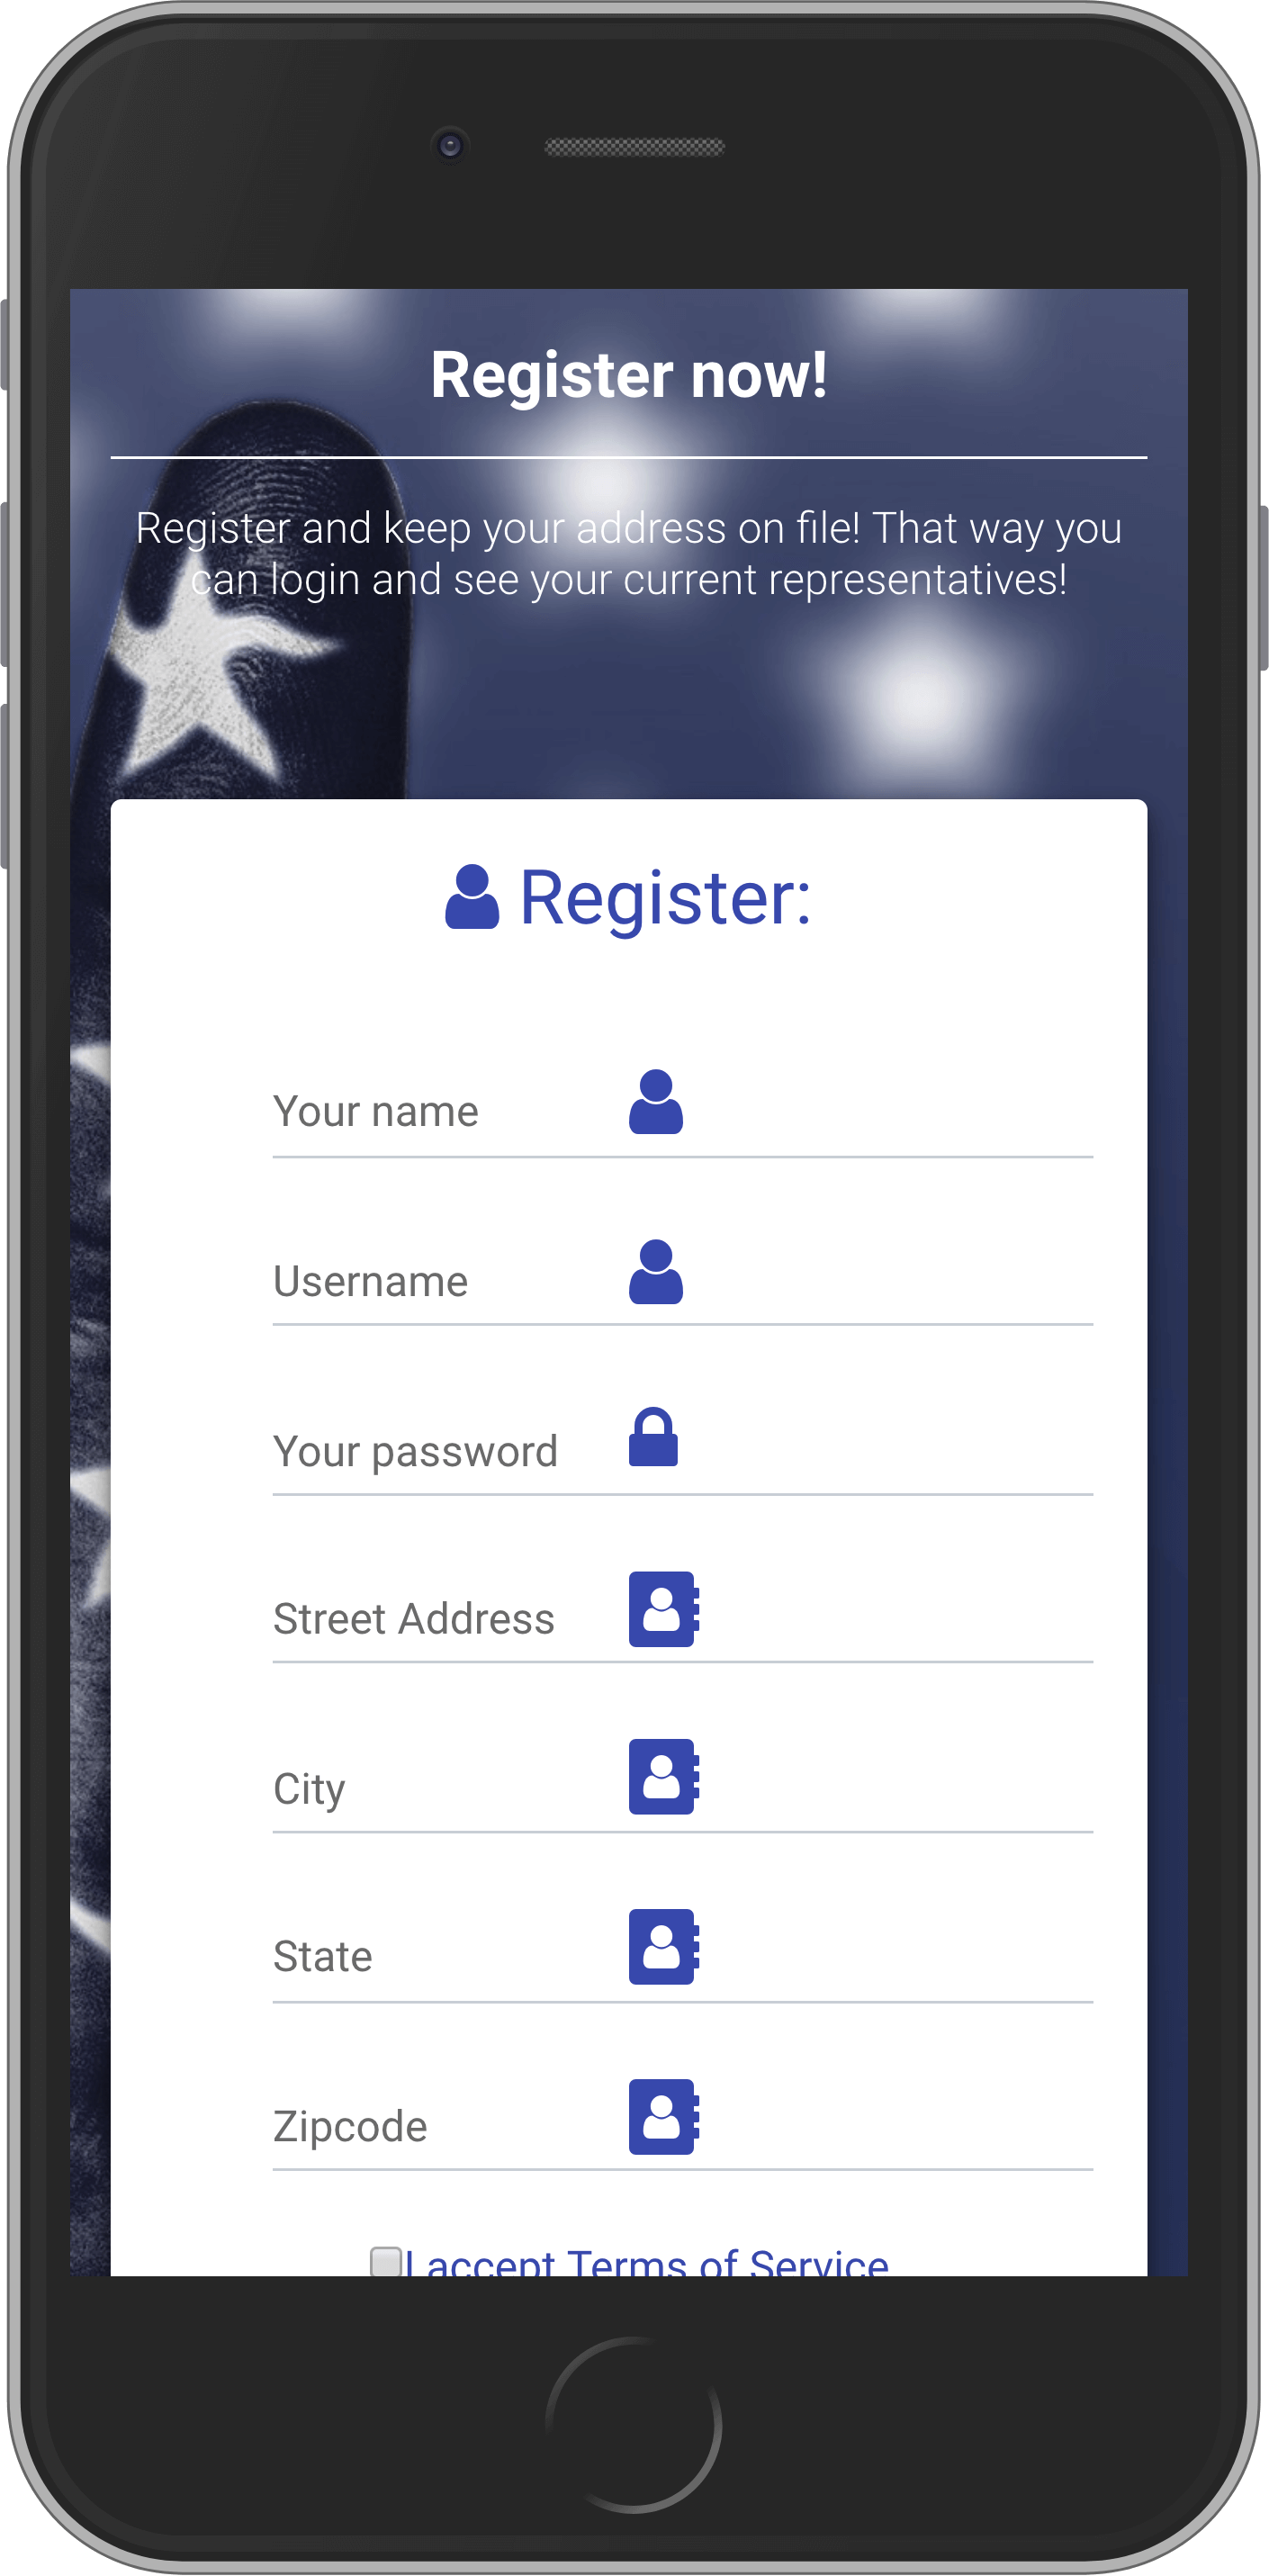 Register now!
Register and keep your address on file! That way you
can login and see your current representatives!
Register:
Your name
Username
Your password
Street Address
City
State
Zipcode
I accept Terms of Service